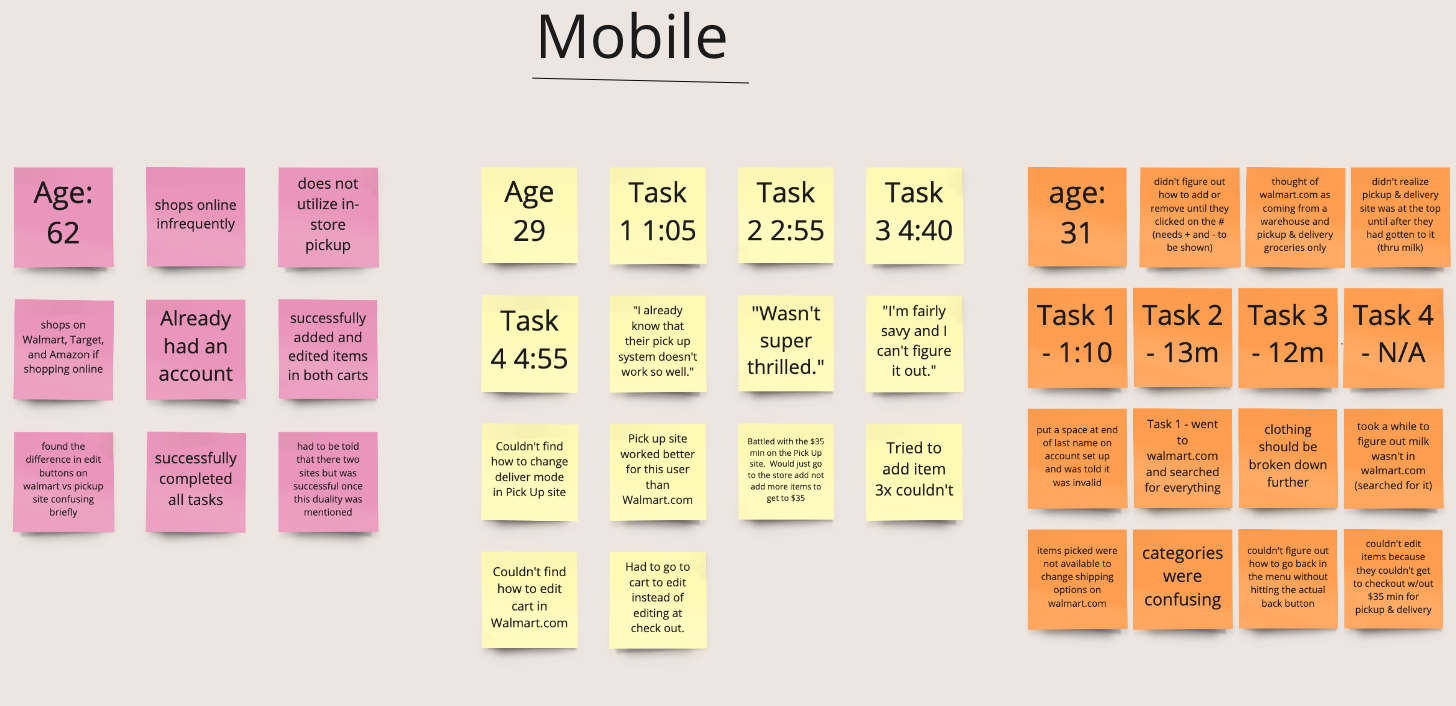 Mobile
Age:
62
shops online
infrequently
does not
utilize in-
store
pickup
shops on
Walmart, Target,
and Amazon if
shopping online
Already
had an
account
successfully
added and
edited items
in both carts
found the
difference in edit
buttons on
walmart vs pickup
site confusing
briefly
successfully
completed
all tasks
had to be told
that there two
sites but was
successful once
this duality was
mentioned
Age
29
Task
1 1:05
Task
2 2:55
Task
3 4:40
Task
4 4:55
"I already
know that
their pick up
system doesn't
work so well."
"Wasn't
super
thrilled."
"I'm fairly
savy and I
can't figure
it out."
Couldn't find
how to change
deliver mode
in Pick Up site
Pick up site
worked better
for this user
than
Walmart.com
Battled with the $35
min on the Pick Up
site. Would just go
to the store add not
add more items to
get to $35
Tried to
add item
3x couldn't
Couldn't find
how to edit
cart in
Walmart.com
Had to go to
cart to edit
instead of
editing at
check out.
age:
31
didn't figure out
how to add or
remove until they
clicked on the #
(needs + and - to
be shown)
thought of
walmart.com as
coming from a
warehouse and
pickup & delivery
groceries only
didn't realize
pickup & delivery
site was at the top
until after they
had gotten to it
(thru milk)
Task 1
- 1:10
Task 2
- 13m
Task 3
- 12m
Task 4
- N/A
put a space at end
of last name on
account set up
and was told it
was invalid
Task 1 - went
to
walmart.com
and searched
for everything
clothing
should be
broken down
further
took a while to
figure out milk
wasn't in
walmart.com
(searched for it)
items picked were
not available to
change shipping
options on
walmart.com
categories
were
confusing
couldn't figure out
how to go back in
the menu without
hitting the actual
back button
couldn't edit
items because
they couldn't get
to checkout w/out
$35 min for
pickup & delivery